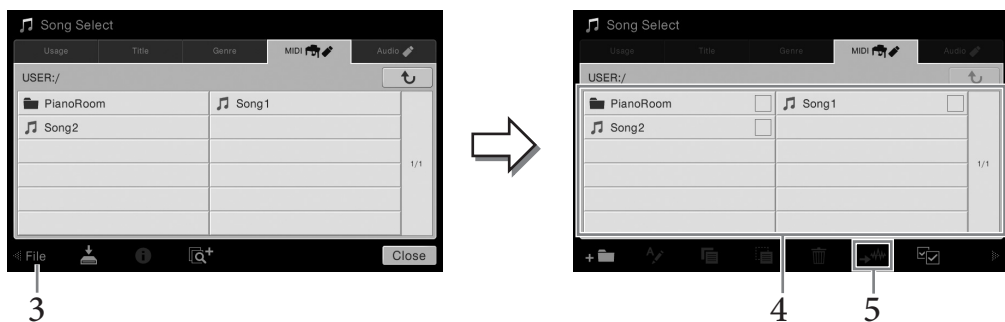 Song Select
Usage Title Genre MIDI Audio
USER:/
PianoRoom Song1
Song2
1/1
File Close
3
Song Select
Usage Title Genre MIDI Audio
USER:/
PianoRoom Song1
Song2
1/1
4 5